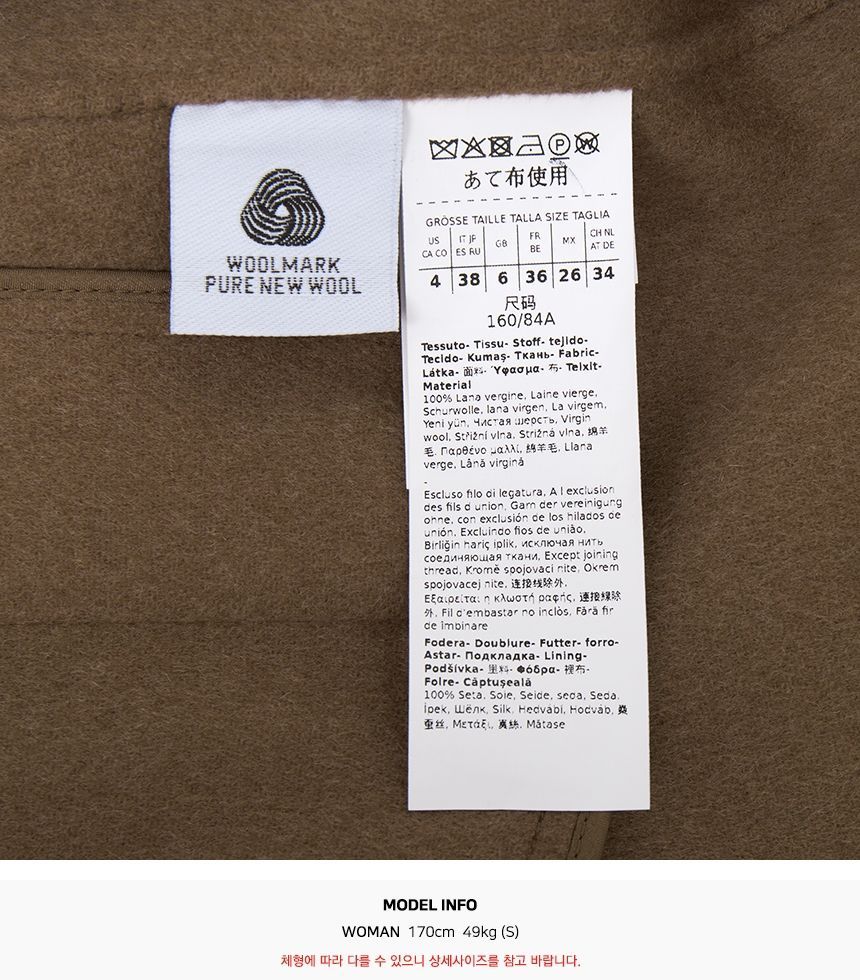 WOOLMARK
PURE NEW WOOL
P
W
あて布使用
GRÖSSE TAILLE TALLA SIZE TAGLIA
US CA CO IT JP ES RU GB FR BE MX CH NL AT DE
4 38 6 36 26 34
尺码
160/84A
Tessuto- Tissu- Stoff- tejido-
Tecido- Kumaş- Ткань- Fabric-
Látka- 面料- Ύφασμα- 布- Teixit-
Material
100% Lana vergine, Laine vierge,
Schurwolle, lana virgen, La virgem,
Yeni yün, Чистая шерсть, Virgin
wool, Střižní vlna, Strižná vlna, 綿羊
毛, Παρθένο μαλλί, 綿羊毛, Llana
verge, Lână virgină
-
Escluso filo di legatura, A l exclusion
des fils d union, Garn der vereinigung
ohne, con exclusión de los hilados de
unión, Excluindo fios de união,
Birliğin hariç iplik, исключая нить
соединяющая ткани, Except joining
thread, Kromě spojovaci nite, Okrem
spojovacej nite, 连接线除外,
Εξαιρείται η κλωστή ραφής, 連接線除
外, Fil d'embastar no inclòs, Fără fir
de îmbinare
Fodera- Doublure- Futter- forro-
Astar- Подкладка- Lining-
Podšívka- 里料- Φόδρα- 裡布-
Folre- Căptuşeală
100% Seta, Soie, Seide, seda, Seda,
İpek, Шёлк, Silk, Hedvábí, Hodváb, 桑
蚕丝, Μετάξι, 真絲, Mătase
MODEL INFO
WOMAN 170cm 49kg (S)
체형에 따라 다를 수 있으니 상세사이즈를 참고 바랍니다.